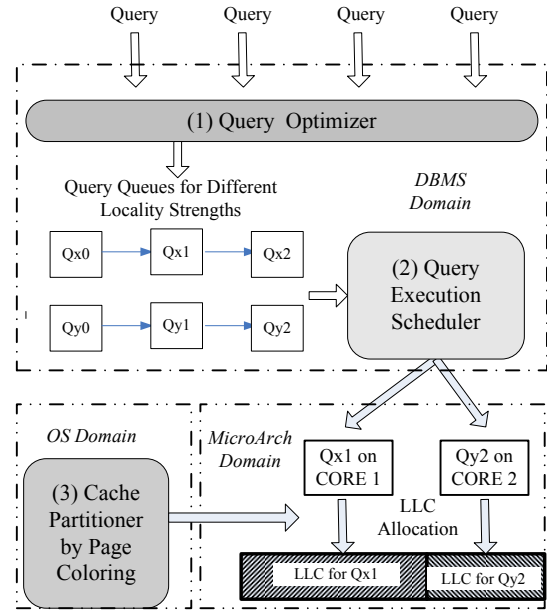 Query Query Query Query
(1) Query Optimizer
Query Queues for Different
Locality Strengths
DBMS
Domain
Qx0 Qx1 Qx2
Qy0 Qy1 Qy2
(2) Query
Execution
Scheduler
OS Domain
(3) Cache
Partitioner
by Page
Coloring
MicroArch
Domain
Qx1 on
CORE 1
Qy2 on
CORE 2
LLC
Allocation
LLC for Qx1
LLC for Qy2